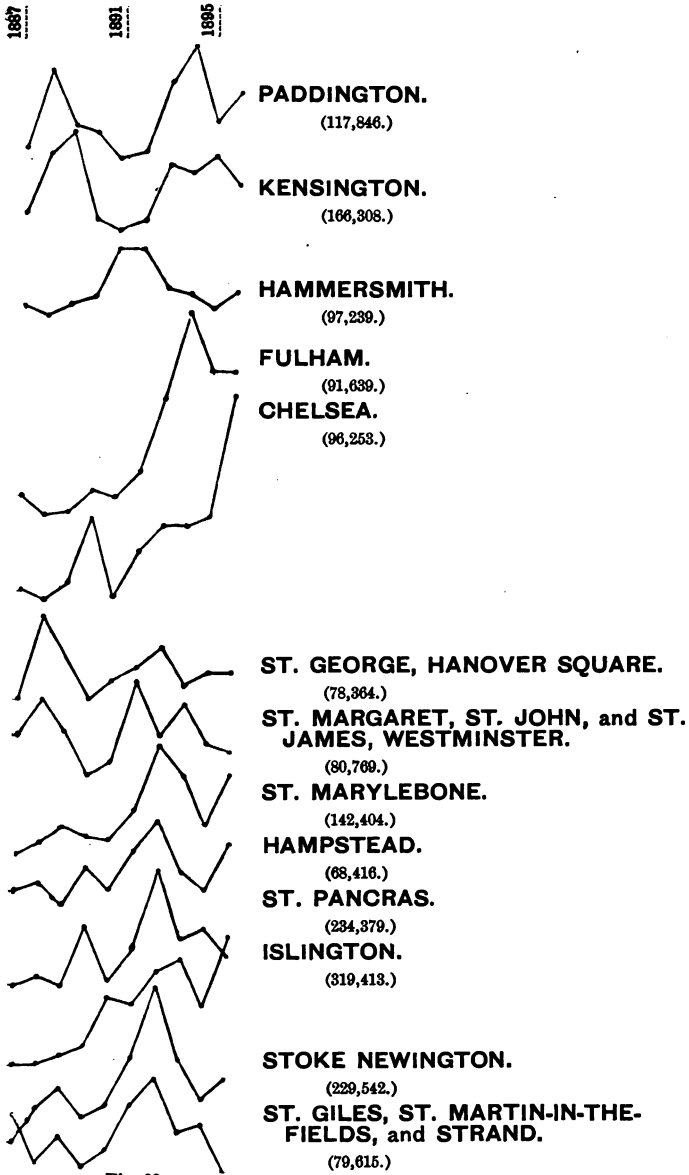 1887
1891
1895
PADDINGTON.
(117,846.)
KENSINGTON.
(166,308.)
HAMMERSMITH.
(97,239.)
FULHAM.
(91,639.)
CHELSEA.
(96,253.)
ST. GEORGE, HANOVER SQUARE.
(78,364.)
ST. MARGARET, ST. JOHN, and ST.
JAMES, WESTMINSTER.
(80,769.)
ST. MARYLEBONE.
(142,404.)
HAMPSTEAD.
(68,416.)
ST. PANCRAS.
(234,379.)
ISLINGTON.
(319,413.)
STOKE NEWINGTON.
(229,542.)
ST. GILES, ST. MARTIN-IN-THE-
FIELDS, and STRAND.
(79,615.)